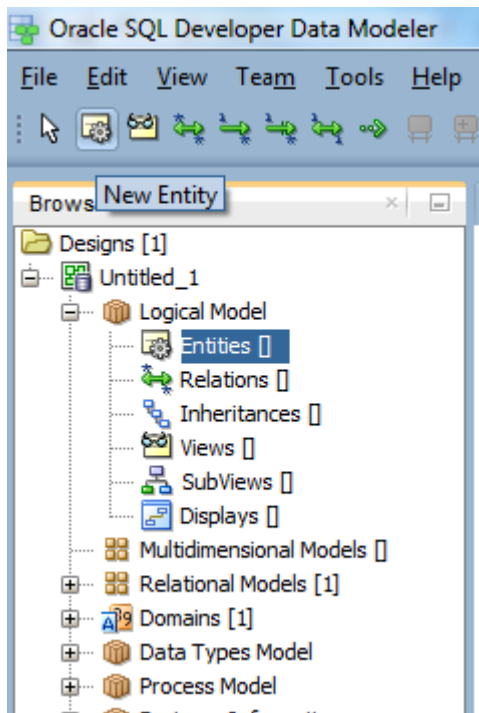 Oracle SQL Developer Data Modeler
File Edit View Team Tools Help
New Entity
Brows
Designs [1]
Untitled_1
Logical Model
Entities []
Relations []
Inheritances []
Views []
SubViews []
Displays []
Multidimensional Models []
Relational Models [1]
Domains [1]
Data Types Model
Process Model